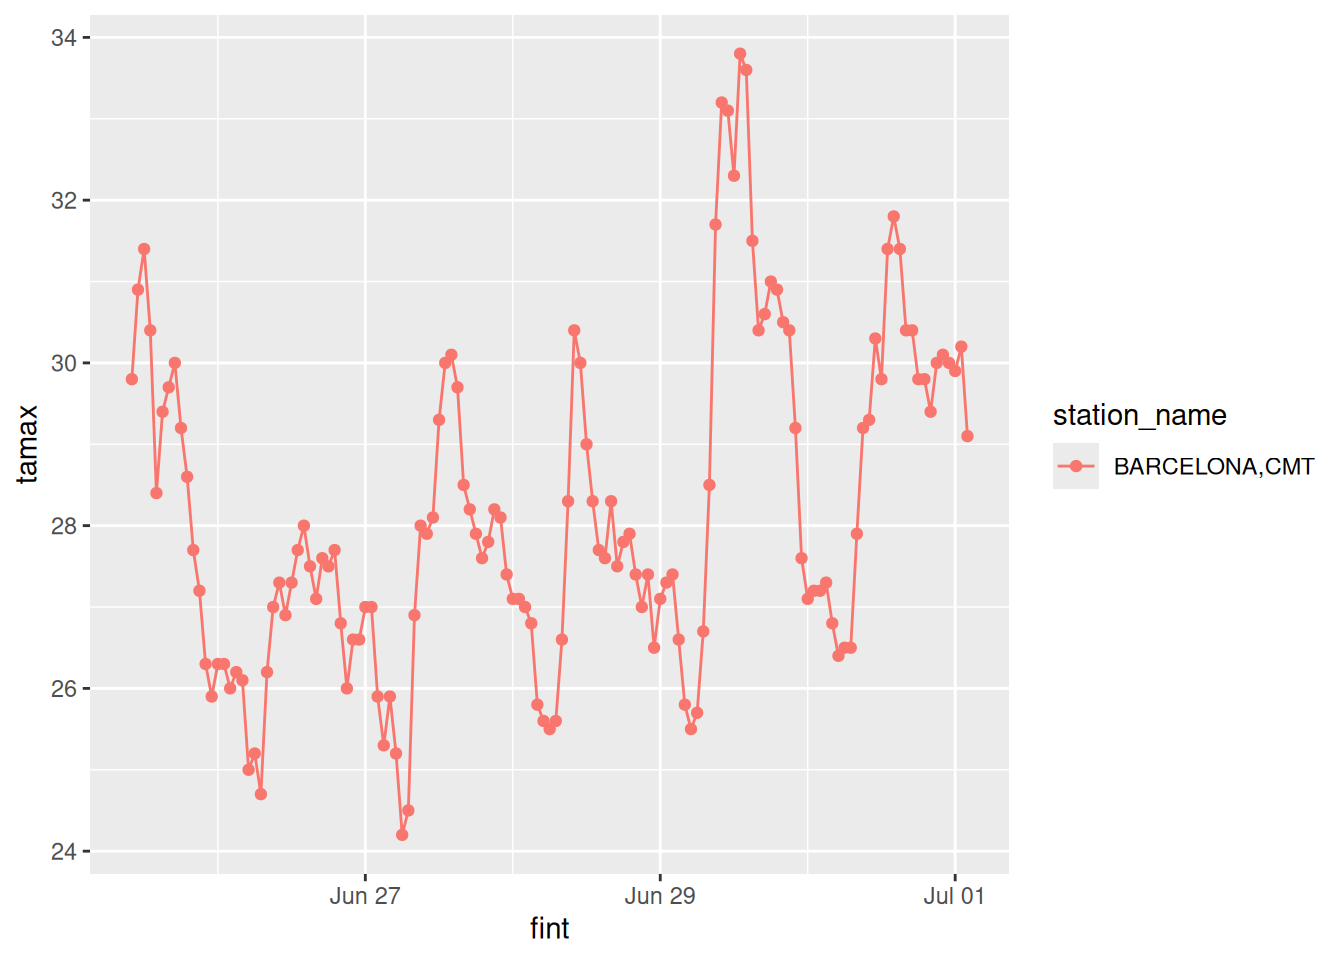 34
32
30
28
26
24
tamax
Jun 27
Jun 29
Jul 01
fint
station_name
BARCELONA,CMT